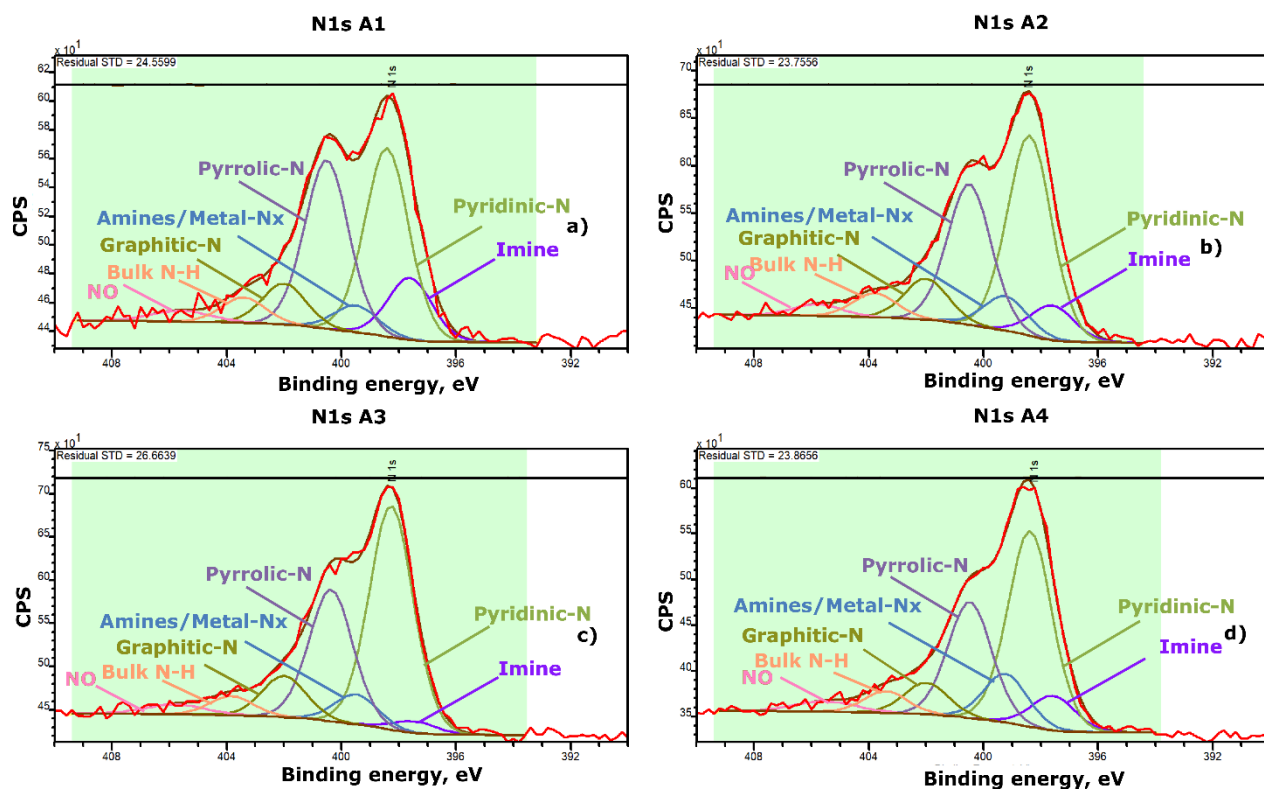 N1s A1
x 10¹
Residual STD = 24.5599
N 1s
62
60
58
56
54
52
50
48
46
44
CPS
Pyrrolic-N
Amines/Metal-Nx
Graphitic-N
Bulk N-H
NO
Pyridinic-N
a)
Imine
408
404
400
396
392
Binding energy, eV
N1s A2
x 10¹
Residual STD = 23.7556
N 1s
70
65
60
55
50
45
CPS
Pyrrolic-N
Amines/Metal-Nx
Graphitic-N
Bulk N-H
NO
Pyridinic-N
b)
Imine
408
404
400
396
392
Binding energy, eV
N1s A3
x 10¹
Residual STD = 26.6639
N 1s
75
70
65
60
55
50
45
CPS
Pyrrolic-N
Amines/Metal-Nx
Graphitic-N
Bulk N-H
NO
Pyridinic-N
c)
Imine
408
404
400
396
392
Binding energy, eV
N1s A4
x 10¹
Residual STD = 23.8656
N 1s
60
55
50
45
40
35
CPS
Pyrrolic-N
Amines/Metal-Nx
Graphitic-N
Bulk N-H
NO
Pyridinic-N
d)
Imine
408
404
400
396
392
Binding energy, eV